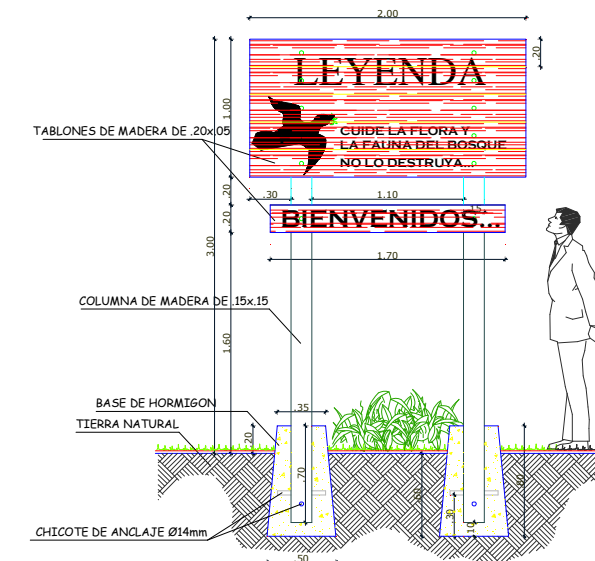 2.00
.20
LEYENDA
1.00
TABLONES DE MADERA DE .20x.05
CUIDE LA FLORA Y
LA FAUNA DEL BOSQUE
NO LO DESTRUYA...
.20
.30
1.10
.15
.20
BIENVENIDOS...
3.00
1.70
COLUMNA DE MADERA DE .15x.15
1.60
BASE DE HORMIGON
.35
TIERRA NATURAL
.20
.70
.60
.80
.30
.10
CHICOTE DE ANCLAJE Ø14mm
.50